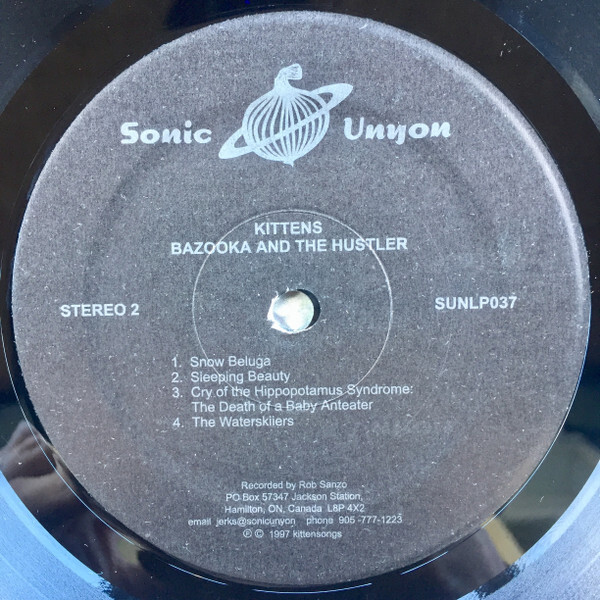 Sonic Unyon
KITTENS
BAZOOKA AND THE HUSTLER
STEREO 2
SUNLP037
1. Snow Beluga
2. Sleeping Beauty
3. Cry of the Hippopotamus Syndrome:
The Death of a Baby Anteater
4. The Waterskiiers
Recorded by Rob Sanzo
PO Box 57347 Jackson Station,
Hamilton, ON, Canada L8P 4X2
email jerks@sonicunyon phone 905 -777-1223
℗ © 1997 kittensongs